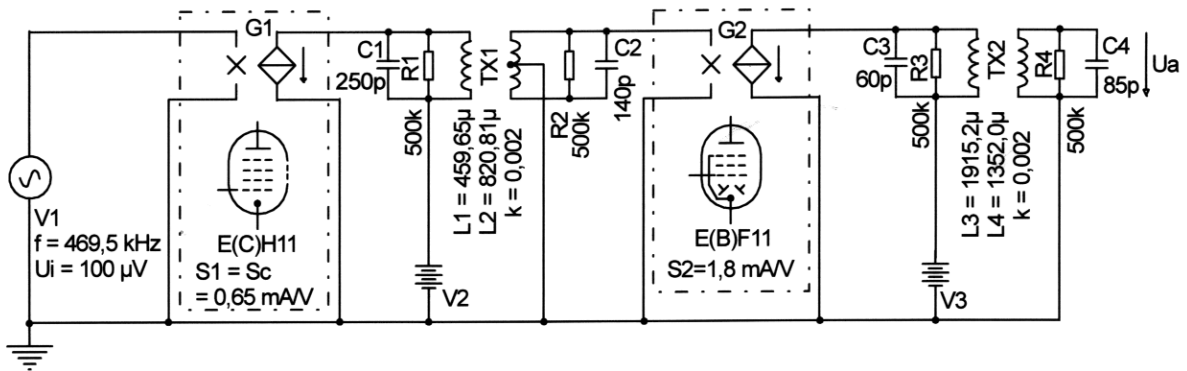 G1
C1
250p
R1
500k
TX1
L1 = 459,65µ
L2 = 820,81µ
k = 0,002
R2
500k
C2
140p
G2
C3
60p
R3
500k
TX2
L3 = 1915,2µ
L4 = 1352,0µ
k = 0,002
R4
500k
C4
85p
Ua
V1
f = 469,5 kHz
Ui = 100 µV
E(C)H11
S1 = Sc
= 0,65 mA/V
V2
E(B)F11
S2=1,8 mA/V
V3